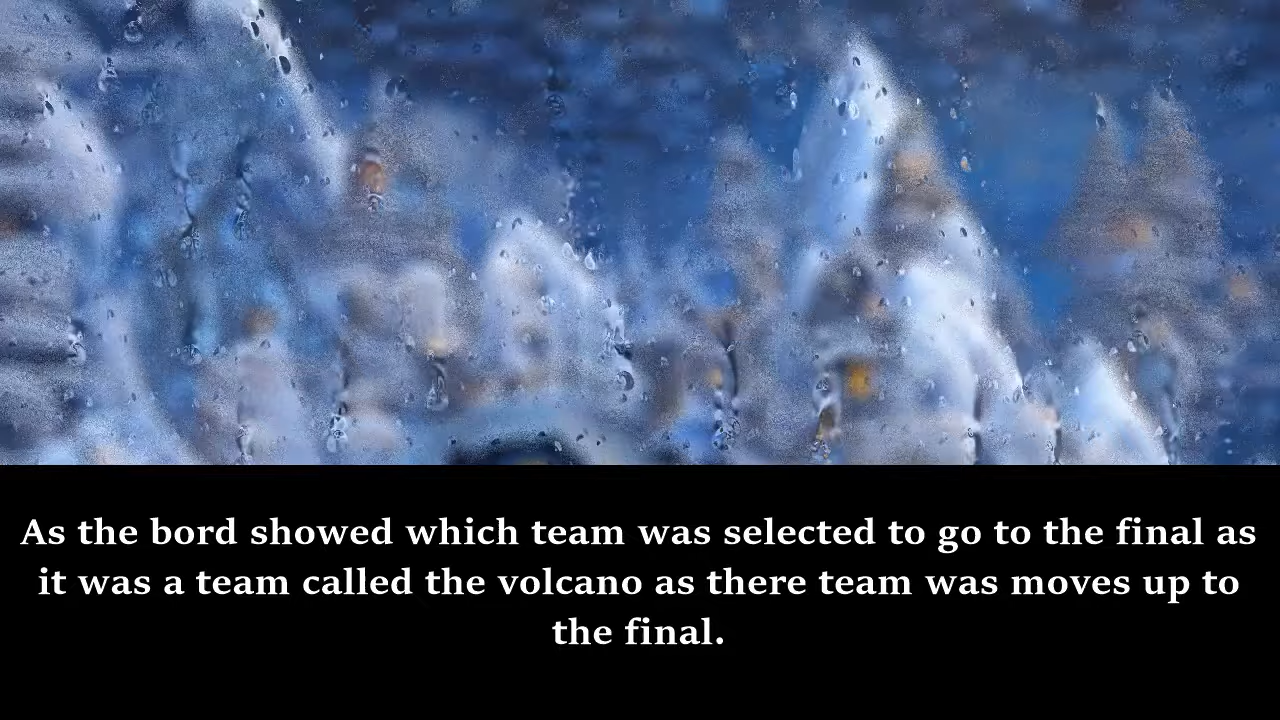 As the bord showed which team was selected to go to the final as
it was a team called the volcano as there team was moves up to
the final.